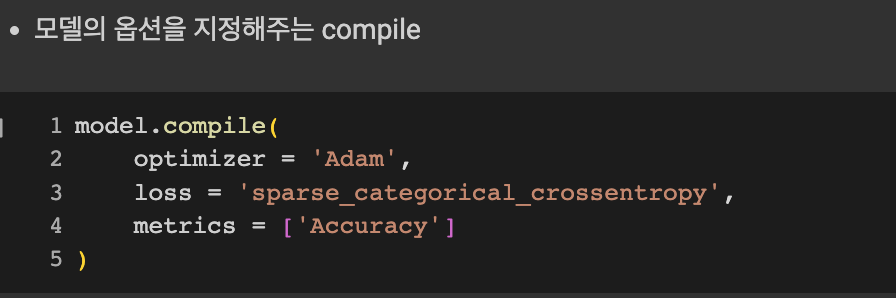 • 모델의 옵션을 지정해주는 compile
1 model.compile(
2     optimizer = 'Adam',
3     loss = 'sparse_categorical_crossentropy',
4     metrics = ['Accuracy']
5 )